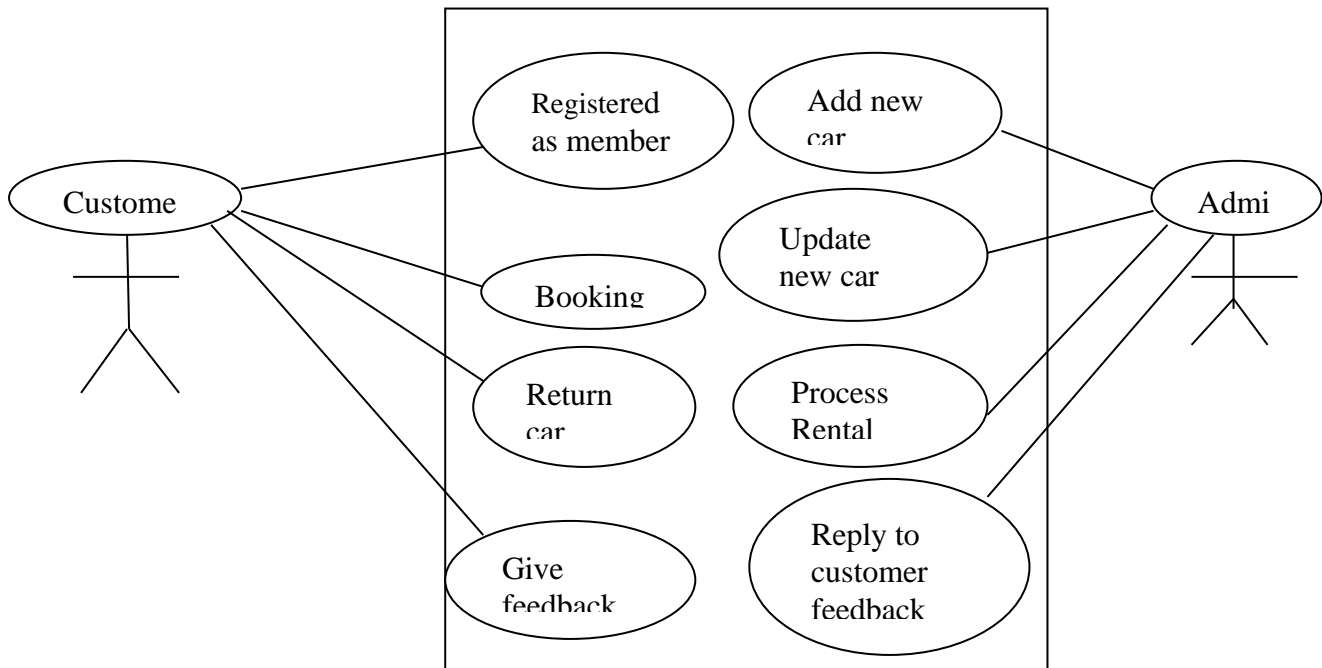 Registered
as member
Add new
car
Custome
Admi
Update
new car
Booking
Return
car
Process
Rental
Give
feedback
Reply to
customer
feedback